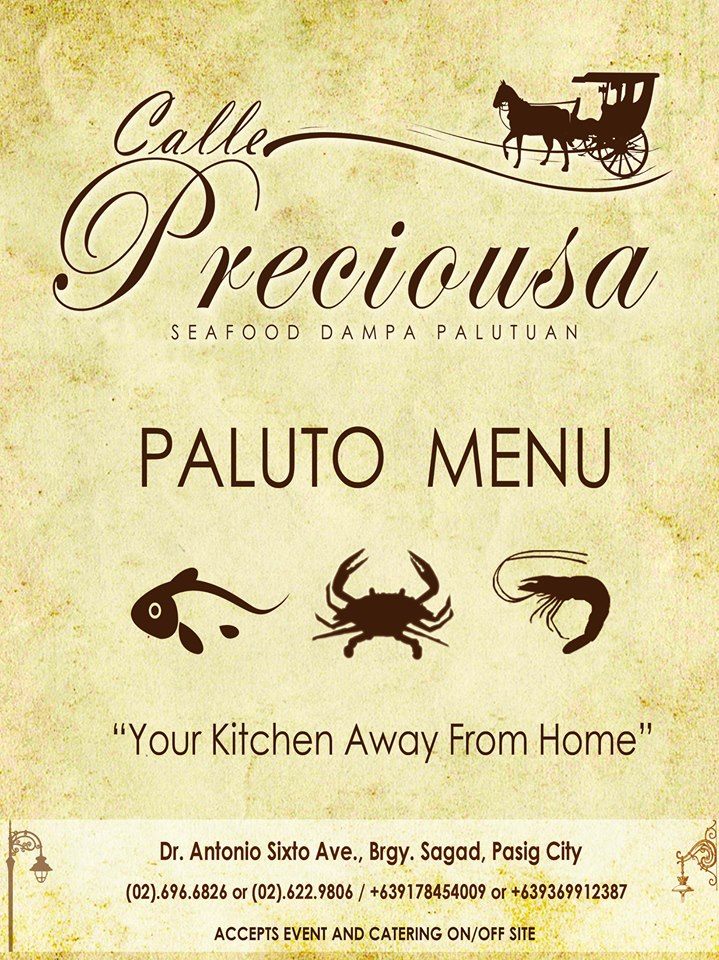 Calle
Preciousa
SEAFOOD DAMPA PALUTUAN
PALUTO MENU
“Your Kitchen Away From Home”
Dr. Antonio Sixto Ave., Brgy. Sagad, Pasig City
(02).696.6826 or (02).622.9806 / +639178454009 or +639369912387
ACCEPTS EVENT AND CATERING ON/OFF SITE